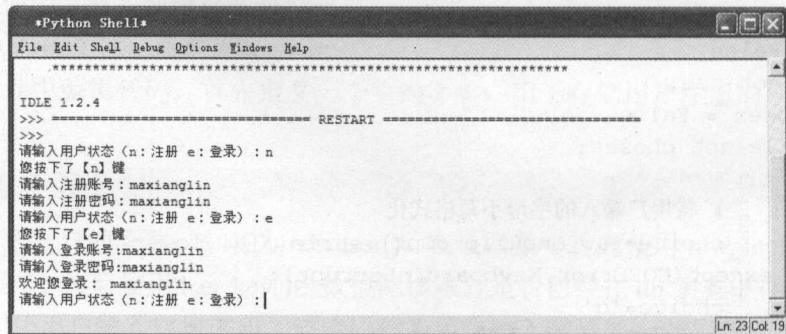 *Python Shell*
File Edit Shell Debug Options Windows Help
****************************************************************
IDLE 1.2.4
>>> ================================ RESTART ================================
>>>
请输入用户状态（n：注册 e：登录）：n
您按下了【n】键
请输入注册账号：maxianglin
请输入注册密码：maxianglin
请输入用户状态（n：注册 e：登录）：e
您按下了【e】键
请输入登录账号:maxianglin
请输入登录密码:maxianglin
欢迎您登录： maxianglin
请输入用户状态（n：注册 e：登录）：
Ln: 23 Col: 19